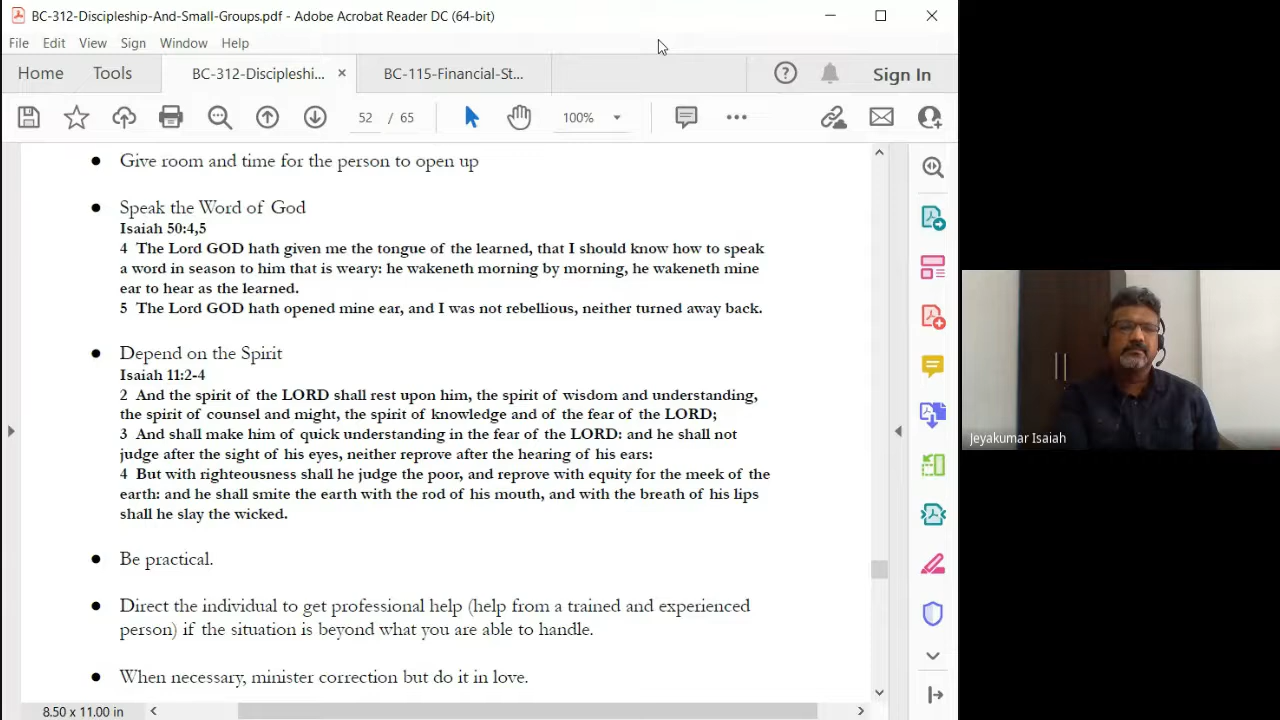 BC-312-Discipleship-And-Small-Groups.pdf - Adobe Acrobat Reader DC (64-bit)
File Edit View Sign Window Help
Home Tools BC-312-Discipleshi... × BC-115-Financial-St... Sign In
52 / 65 100%
● Give room and time for the person to open up
● Speak the Word of God
Isaiah 50:4,5
4 The Lord GOD hath given me the tongue of the learned, that I should know how to speak
a word in season to him that is weary: he wakeneth morning by morning, he wakeneth mine
ear to hear as the learned.
5 The Lord GOD hath opened mine ear, and I was not rebellious, neither turned away back.
● Depend on the Spirit
Isaiah 11:2-4
2 And the spirit of the LORD shall rest upon him, the spirit of wisdom and understanding,
the spirit of counsel and might, the spirit of knowledge and of the fear of the LORD;
3 And shall make him of quick understanding in the fear of the LORD: and he shall not
judge after the sight of his eyes, neither reprove after the hearing of his ears:
4 But with righteousness shall he judge the poor, and reprove with equity for the meek of the
earth: and he shall smite the earth with the rod of his mouth, and with the breath of his lips
shall he slay the wicked.
● Be practical.
● Direct the individual to get professional help (help from a trained and experienced
person) if the situation is beyond what you are able to handle.
● When necessary, minister correction but do it in love.
8.50 x 11.00 in
Jeyakumar Isaiah